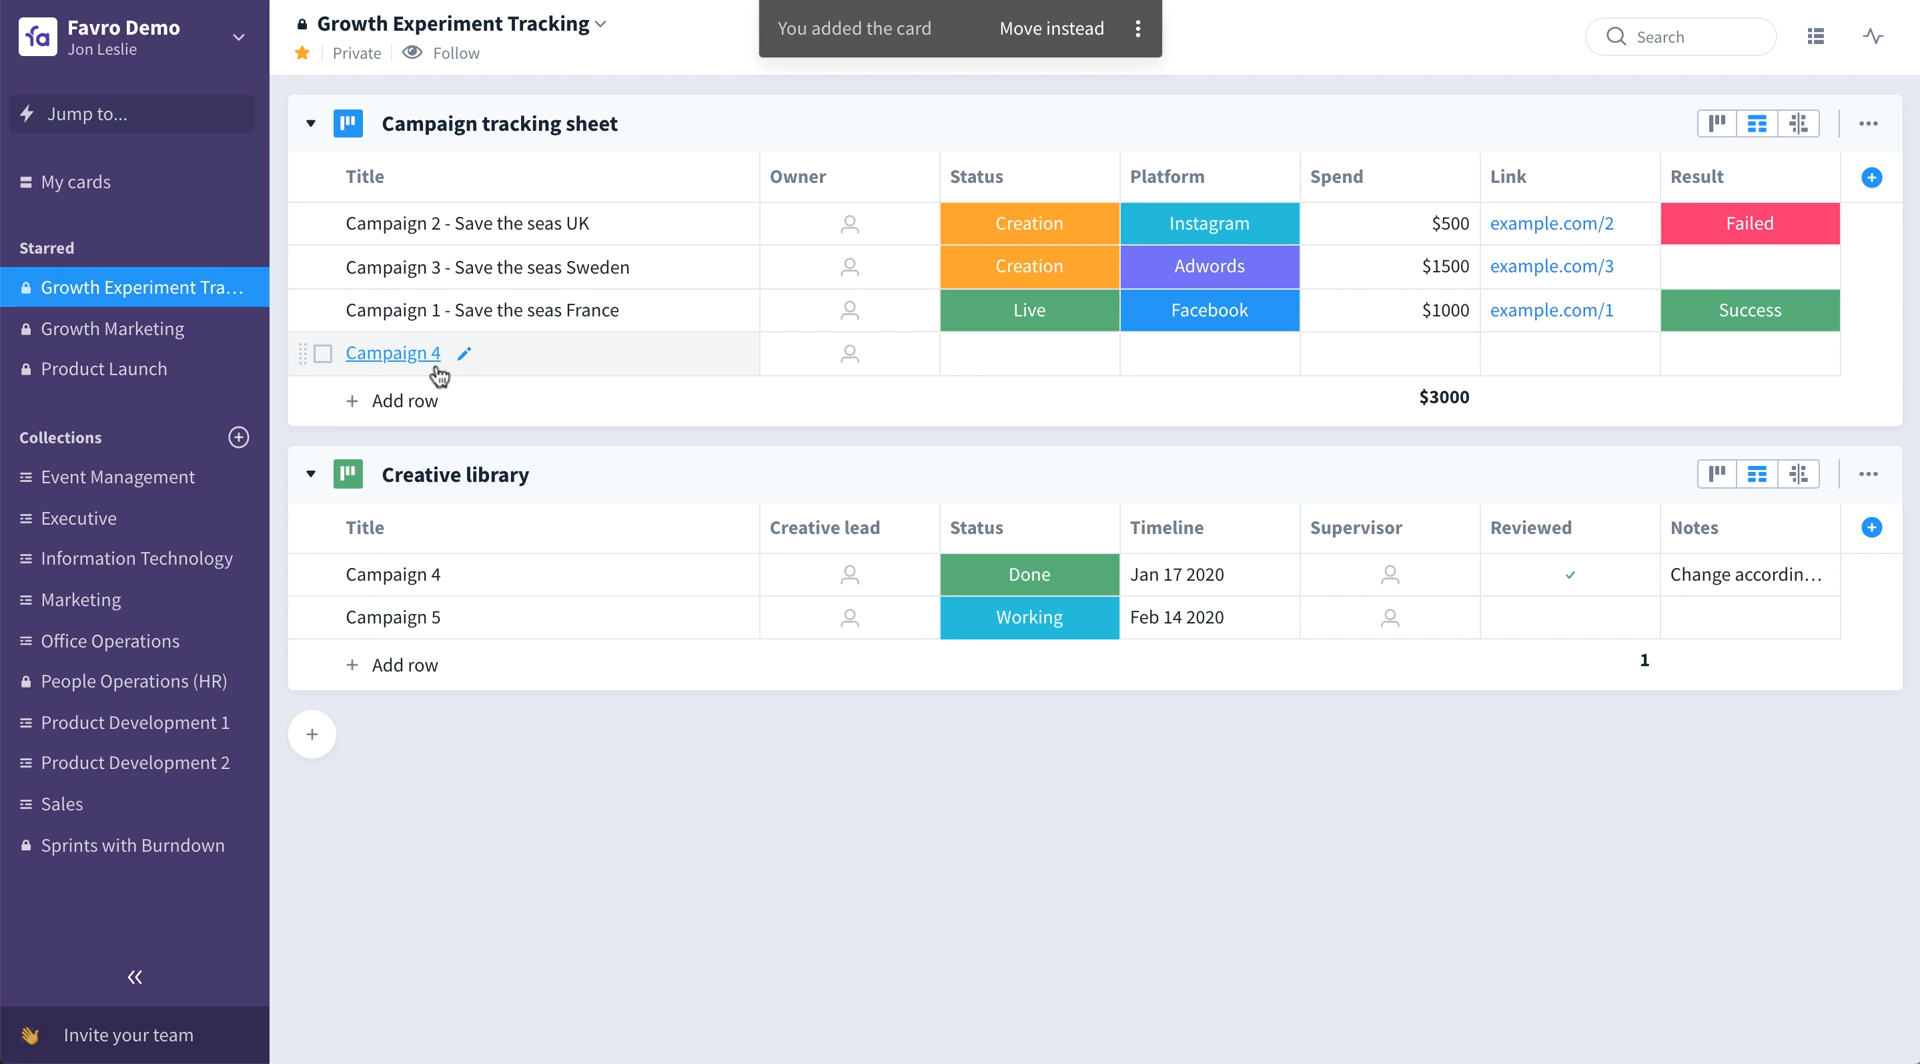 Favro Demo
Jon Leslie
Jump to...
My cards
Starred
Growth Experiment Tra...
Growth Marketing
Product Launch
Collections
Event Management
Executive
Information Technology
Marketing
Office Operations
People Operations (HR)
Product Development 1
Product Development 2
Sales
Sprints with Burndown
Invite your team
Growth Experiment Tracking
Private Follow
You added the card Move instead
Search
Campaign tracking sheet
Title Owner Status Platform Spend Link Result
Campaign 2 - Save the seas UK Creation Instagram $500 example.com/2 Failed
Campaign 3 - Save the seas Sweden Creation Adwords $1500 example.com/3
Campaign 1 - Save the seas France Live Facebook $1000 example.com/1 Success
Campaign 4
+ Add row $3000
Creative library
Title Creative lead Status Timeline Supervisor Reviewed Notes
Campaign 4 Done Jan 17 2020 Change accordin...
Campaign 5 Working Feb 14 2020
+ Add row 1